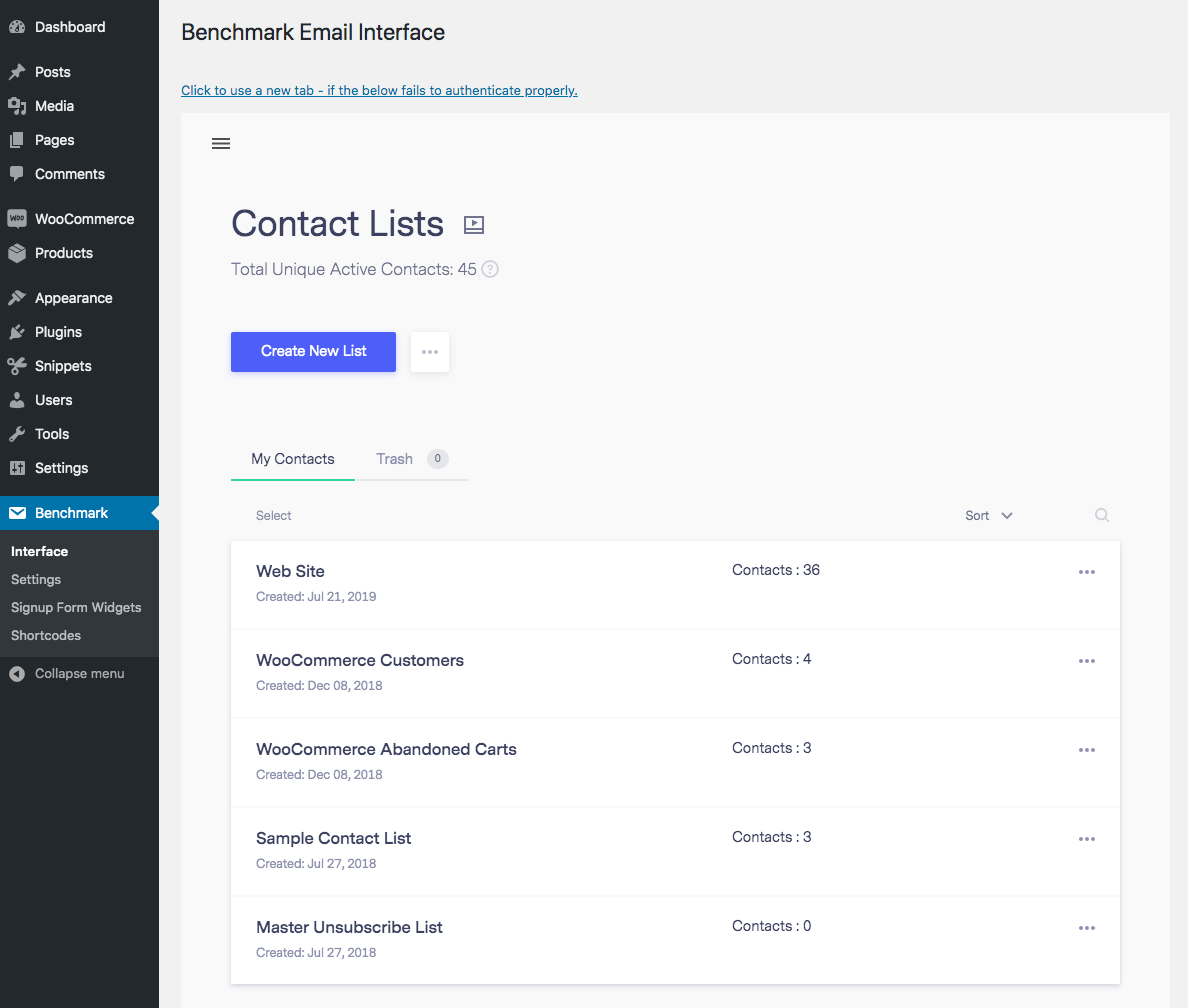 Dashboard
Posts
Media
Pages
Comments
Woo WooCommerce
Products
Appearance
Plugins
Snippets
Users
Tools
Settings
Benchmark
Interface
Settings
Signup Form Widgets
Shortcodes
Collapse menu
Benchmark Email Interface
Click to use a new tab - if the below fails to authenticate properly.
Contact Lists
Total Unique Active Contacts: 45 ?
Create New List
My Contacts Trash 0
Select Sort
Web Site Contacts : 36
Created: Jul 21, 2019
WooCommerce Customers Contacts : 4
Created: Dec 08, 2018
WooCommerce Abandoned Carts Contacts : 3
Created: Dec 08, 2018
Sample Contact List Contacts : 3
Created: Jul 27, 2018
Master Unsubscribe List Contacts : 0
Created: Jul 27, 2018